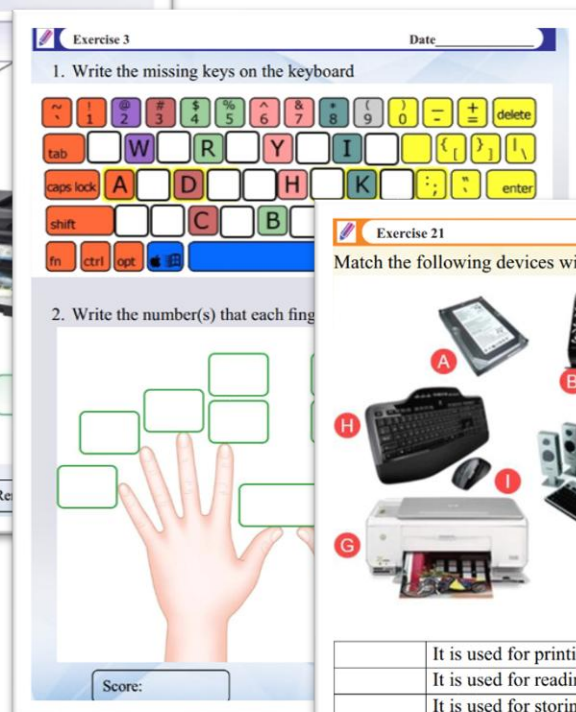 Exercise 3 Date
1. Write the missing keys on the keyboard
~ ` ! 1 @ 2 # 3 $ 4 % 5 ^ 6 & 7 * 8 ( 9 ) 0 _ - + = delete
tab W R Y I { [ } ] | \
caps lock A D H K : ; " ' enter
shift C B
fn ctrl opt
2. Write the number(s) that each fing
Score:
Exercise 21
Match the following devices wi
A
B
H
I
G
It is used for printi
It is used for readin
It is used for storin